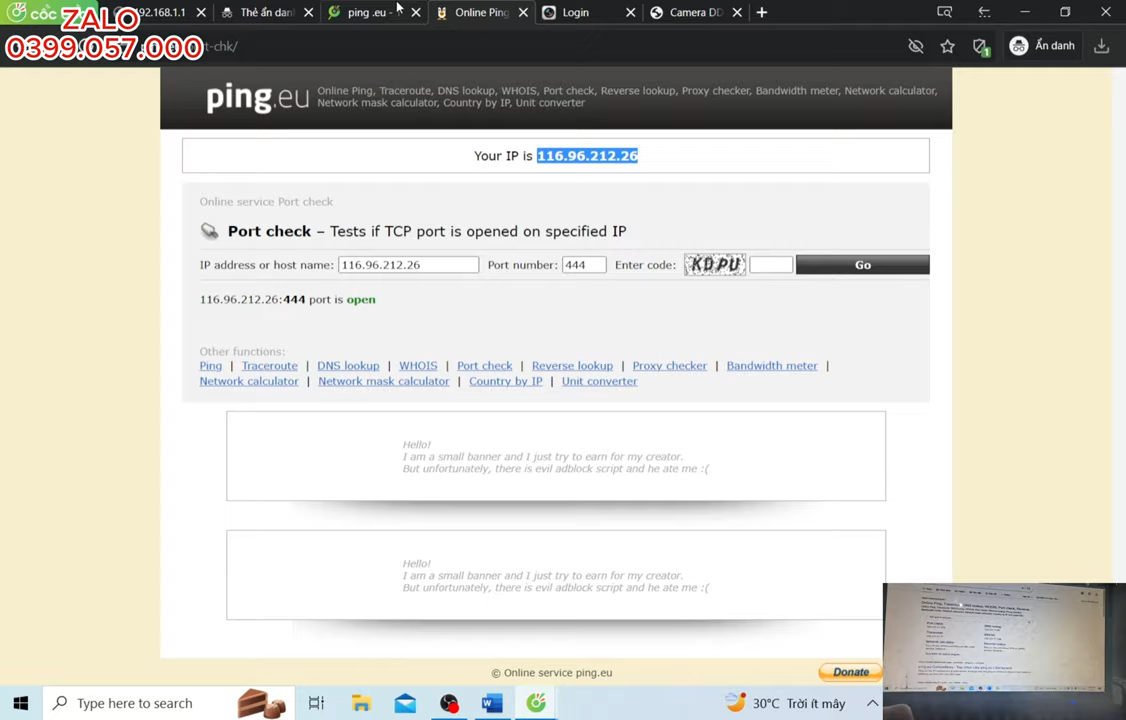 cốc
192.168.1.1
Thẻ ẩn dan
ping .eu -
Online Ping
Login
Camera DD
ZALO
0399.057.000
t-chk/
1
Ẩn danh
ping.eu
Online Ping, Traceroute, DNS lookup, WHOIS, Port check, Reverse lookup, Proxy checker, Bandwidth meter, Network calculator,
Network mask calculator, Country by IP, Unit converter
Your IP is 116.96.212.26
Online service Port check
Port check – Tests if TCP port is opened on specified IP
IP address or host name: 116.96.212.26 Port number: 444 Enter code: KDPU Go
116.96.212.26:444 port is open
Other functions:
Ping | Traceroute | DNS lookup | WHOIS | Port check | Reverse lookup | Proxy checker | Bandwidth meter |
Network calculator | Network mask calculator | Country by IP | Unit converter
Hello!
I am a small banner and I just try to earn for my creator.
But unfortunately, there is evil adblock script and he ate me :(
Hello!
I am a small banner and I just try to earn for my creator.
But unfortunately, there is evil adblock script and he ate me :(
© Online service ping.eu
Donate
Type here to search
30°C Trời ít mây